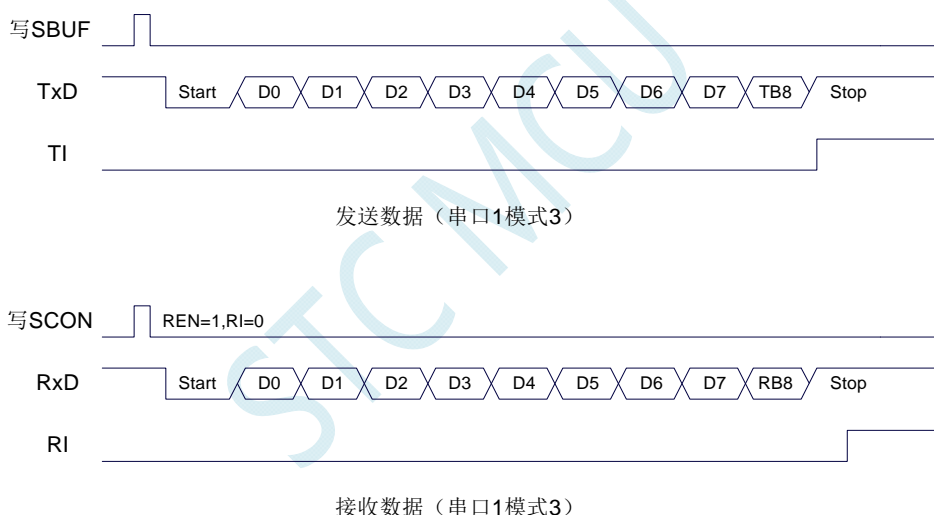 写SBUF
TxD Start D0 D1 D2 D3 D4 D5 D6 D7 TB8 Stop
TI
发送数据（串口1模式3）
写SCON REN=1,RI=0
RxD Start D0 D1 D2 D3 D4 D5 D6 D7 RB8 Stop
RI
接收数据（串口1模式3）
STC MCU